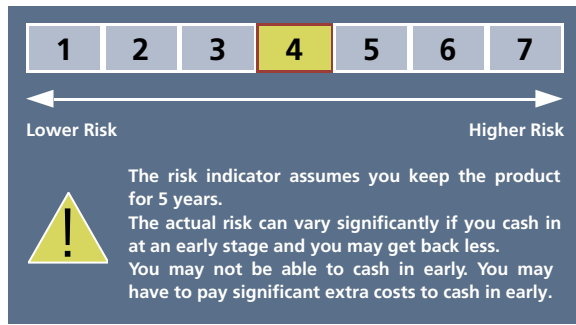 1 2 3 4 5 6 7
Lower Risk Higher Risk
The risk indicator assumes you keep the product
for 5 years.
The actual risk can vary significantly if you cash in
at an early stage and you may get back less.
You may not be able to cash in early. You may
have to pay significant extra costs to cash in early.
!